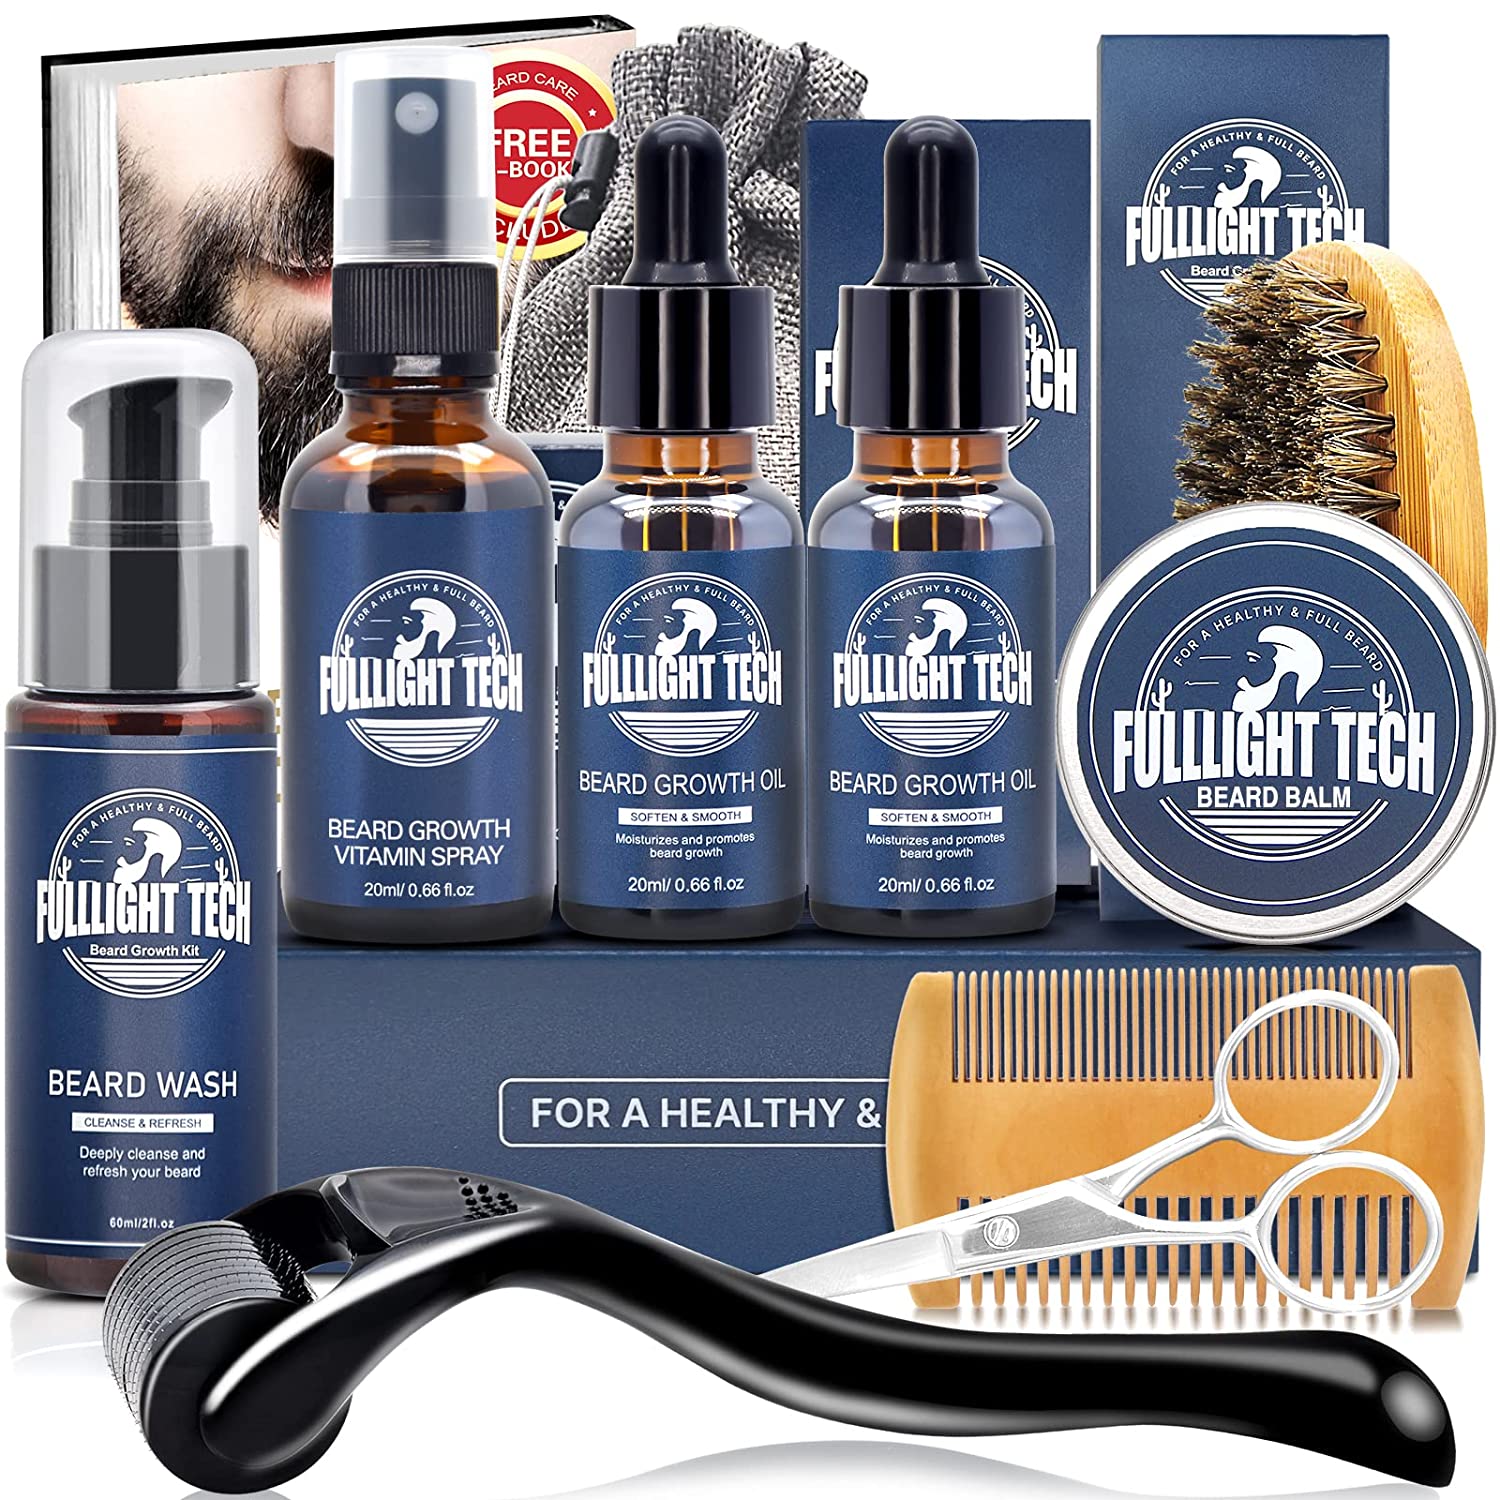 EARD CARE
FREE
-BOOK
CLUDE
FOR A HEALTHY & FULL BEARD
FULLLIGHT TECH
Beard G
F
ECH
FOR A HEALTHY & FULL BEARD
FULLLIGHT TECH
BEARD GROWTH
VITAMIN SPRAY
20ml/ 0.66 fl.oz
FOR A HEALTHY & FULL BEARD
FULLLIGHT TECH
BEARD GROWTH OIL
SOFTEN & SMOOTH
Moisturizes and promotes
beard growth
20ml/ 0.66 fl.oz
FOR A HEALTHY & FULL BEARD
FULLLIGHT TECH
BEARD GROWTH OIL
SOFTEN & SMOOTH
Moisturizes and promotes
beard growth
20ml/ 0.66 fl.oz
FOR A HEALTHY & FULL BEARD
FULLLIGHT TECH
BEARD BALM
FOR A HEALTHY & FULL BEARD
FULLLIGHT TECH
Beard Growth Kit
BEARD WASH
CLEANSE & REFRESH
Deeply cleanse and
refresh your beard
60ml/2fl.oz
FOR A HEALTHY &